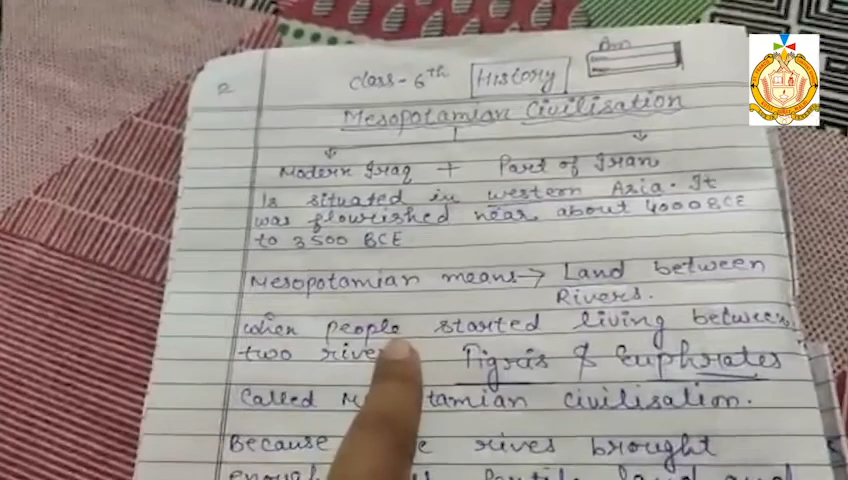 class-6th History
Mesopotamian Civilisation
Modern Iraq + Part of Iran
Is situated in western Asia. It
was flourished near about 4000 BCE
to 3500 BCE
Mesopotamian means → Land between
Rivers.
when people started living between
two Tigris & Euphrates
Called civilisation.
Because rives brought